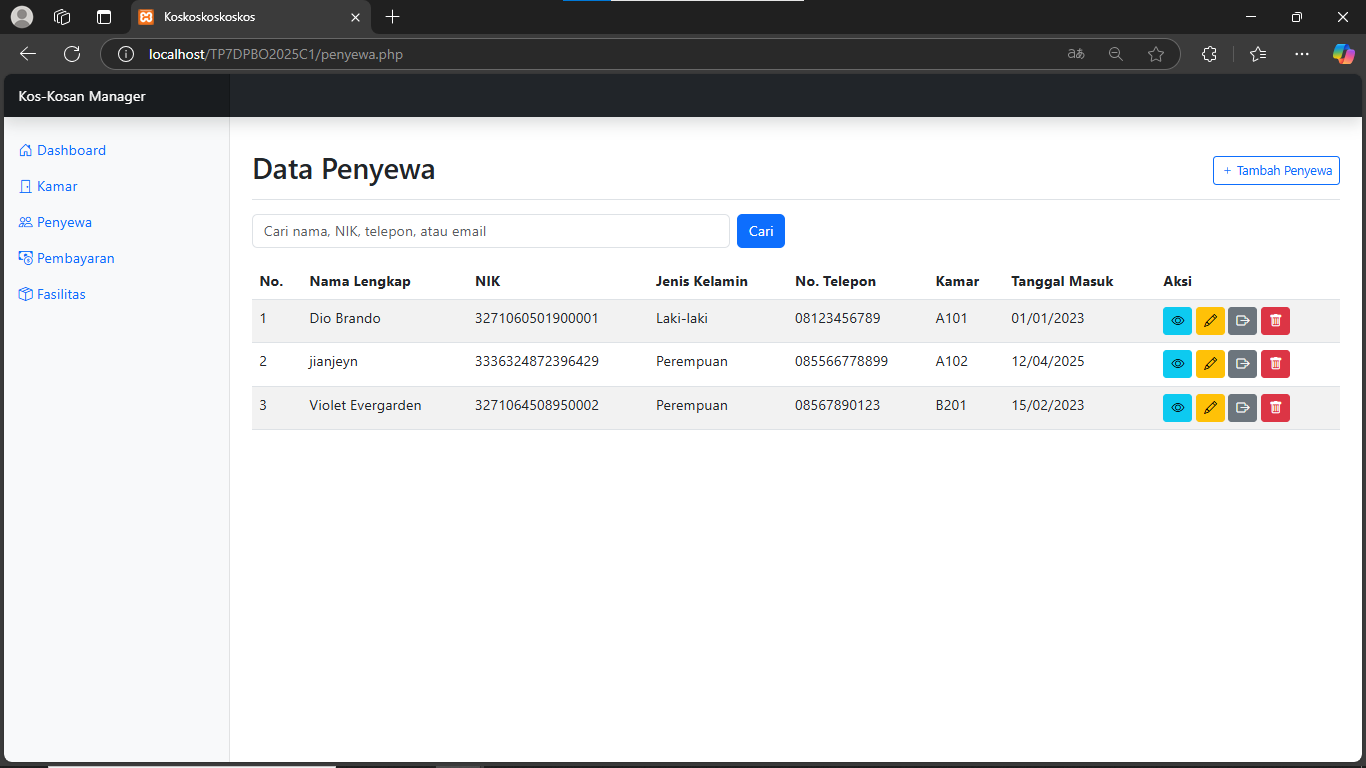 Koskoskoskoskos
localhost/TP7DPBO2025C1/penyewa.php
Kos-Kosan Manager
Dashboard
Kamar
Penyewa
Pembayaran
Fasilitas
Data Penyewa
+ Tambah Penyewa
Cari nama, NIK, telepon, atau email
Cari
No. Nama Lengkap NIK Jenis Kelamin No. Telepon Kamar Tanggal Masuk Aksi
1 Dio Brando 3271060501900001 Laki-laki 08123456789 A101 01/01/2023
2 jianjeyn 3336324872396429 Perempuan 085566778899 A102 12/04/2025
3 Violet Evergarden 3271064508950002 Perempuan 08567890123 B201 15/02/2023